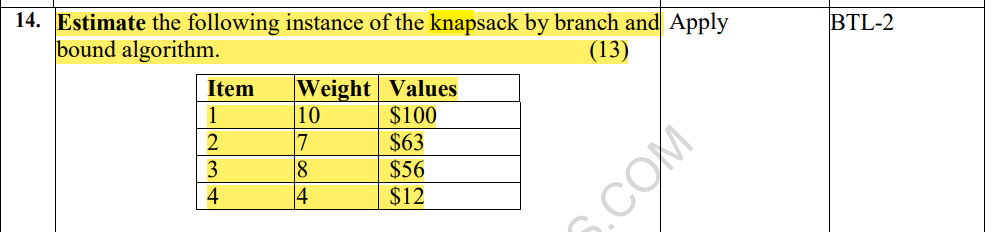 14. Estimate the following instance of the knapsack by branch and Apply BTL-2
bound algorithm. (13)
Item Weight Values
1 10 $100
2 7 $63
3 8 $56
4 4 $12
S.COM